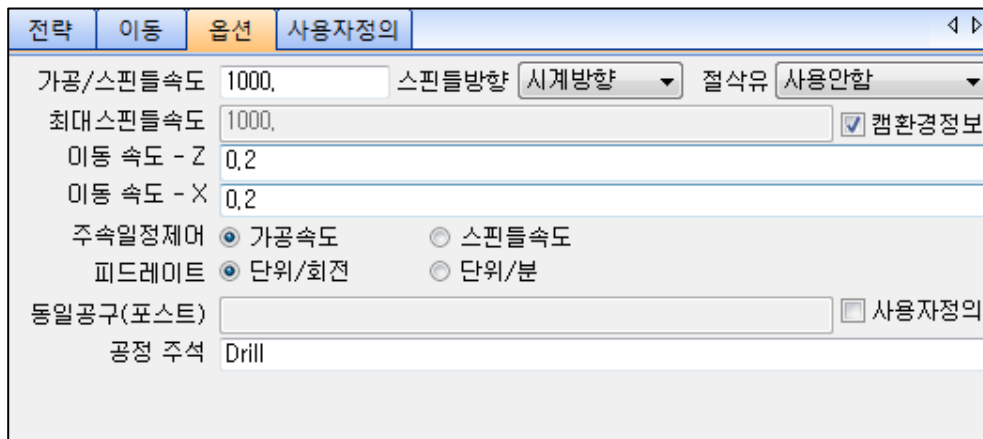 전략 이동 옵션 사용자정의
가공/스핀들속도 1000, 스핀들방향 시계방향 절삭유 사용안함
최대스핀들속도 1000, 캠환경정보
이동 속도 - Z 0,2
이동 속도 - X 0,2
주속일정제어 가공속도 스핀들속도
피드레이트 단위/회전 단위/분
동일공구(포스트) 사용자정의
공정 주석 Drill